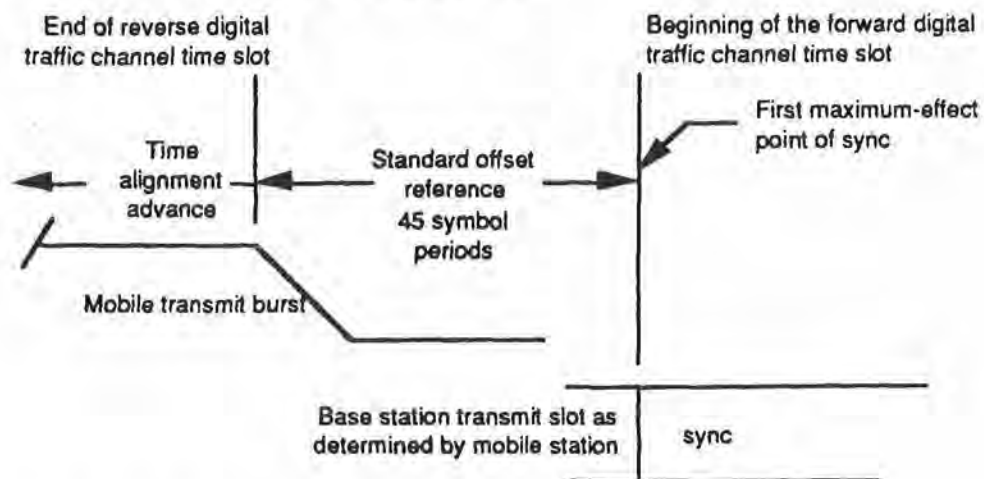 End of reverse digital
traffic channel time slot
Beginning of the forward digital
traffic channel time slot
First maximum-effect
point of sync
Time
alignment
advance
Standard offset
reference
45 symbol
periods
Mobile transmit burst
Base station transmit slot as
determined by mobile station
sync